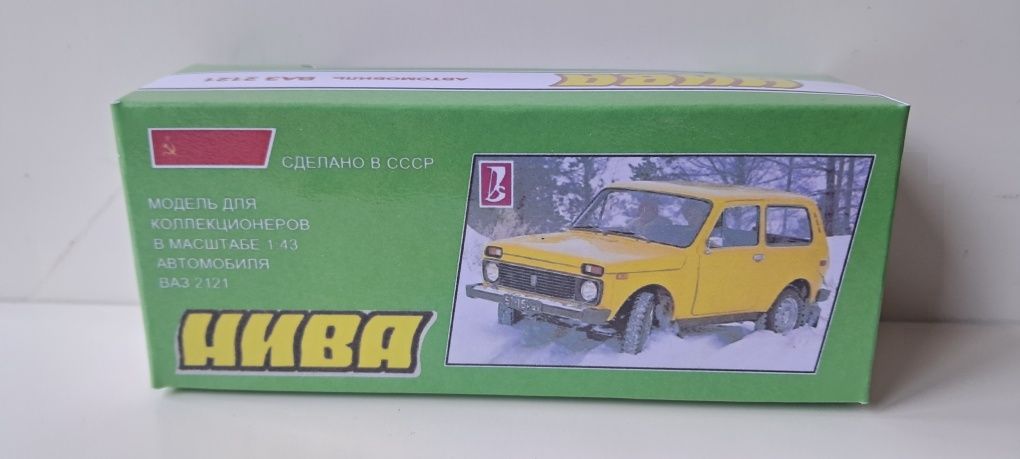 АВТОМОБИЛЬ ВАЗ 2121
НИВА
СДЕЛАНО В СССР
МОДЕЛЬ ДЛЯ
КОЛЛЕКЦИОНЕРОВ
В МАСШТАБЕ 1:43
АВТОМОБИЛЯ
ВАЗ 2121
НИВА